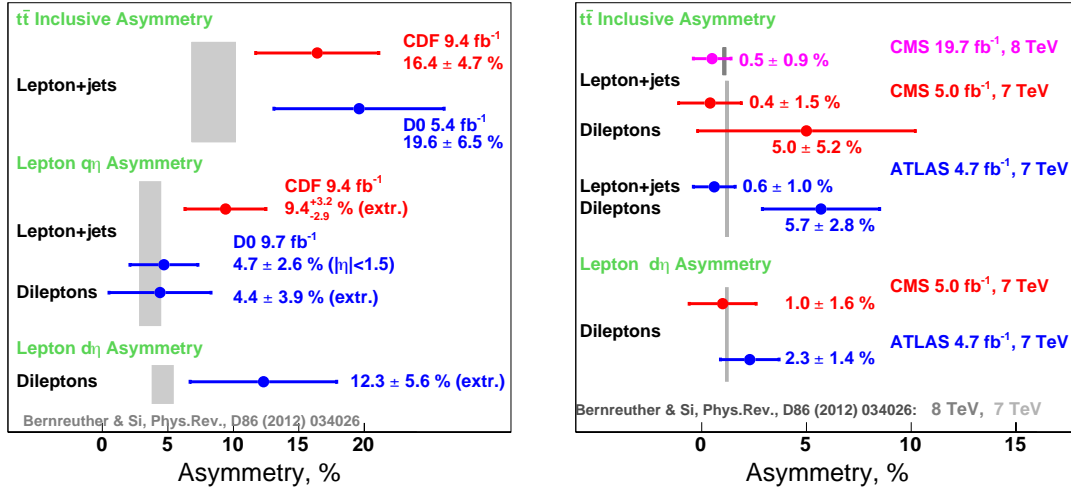 tt̄ Inclusive Asymmetry
CDF 9.4 fb⁻¹
16.4 ± 4.7 %
Lepton+jets
D0 5.4 fb⁻¹
19.6 ± 6.5 %
Lepton qη Asymmetry
CDF 9.4 fb⁻¹
9.4 +3.2 -2.9 % (extr.)
Lepton+jets
D0 9.7 fb⁻¹
4.7 ± 2.6 % (|η|<1.5)
Dileptons
4.4 ± 3.9 % (extr.)
Lepton dη Asymmetry
Dileptons
12.3 ± 5.6 % (extr.)
Bernreuther & Si, Phys.Rev., D86 (2012) 034026
0 5 10 15 20
Asymmetry, %
tt̄ Inclusive Asymmetry
CMS 19.7 fb⁻¹, 8 TeV
0.5 ± 0.9 %
Lepton+jets
CMS 5.0 fb⁻¹, 7 TeV
0.4 ± 1.5 %
Dileptons
5.0 ± 5.2 %
ATLAS 4.7 fb⁻¹, 7 TeV
Lepton+jets
0.6 ± 1.0 %
Dileptons
5.7 ± 2.8 %
Lepton dη Asymmetry
CMS 5.0 fb⁻¹, 7 TeV
1.0 ± 1.6 %
Dileptons
ATLAS 4.7 fb⁻¹, 7 TeV
2.3 ± 1.4 %
Bernreuther & Si, Phys.Rev., D86 (2012) 034026: 8 TeV, 7 TeV
0 5 10 15
Asymmetry, %